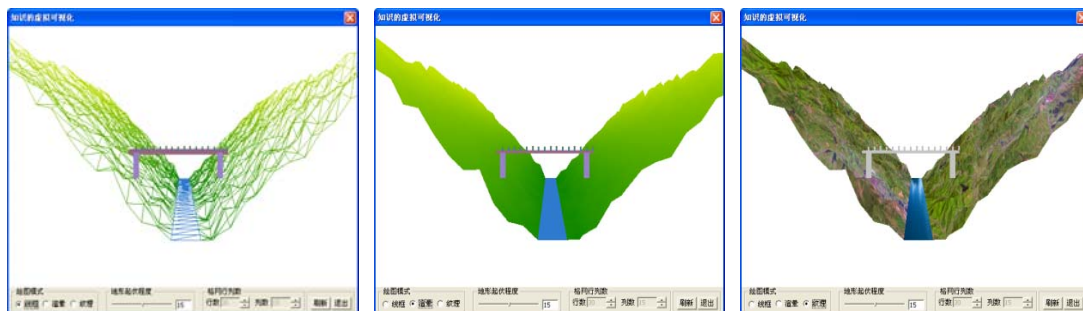 知识的虚拟可视化
绘图模式 地形起伏程度 格网行列数
线框 渲染 纹理 15 行数 列数 刷新 退出
知识的虚拟可视化
绘图模式 地形起伏程度 格网行列数
线框 渲染 纹理 15 行数 列数 刷新 退出
知识的虚拟可视化
绘图模式 地形起伏程度 格网行列数
线框 渲染 纹理 15 行数 列数 刷新 退出